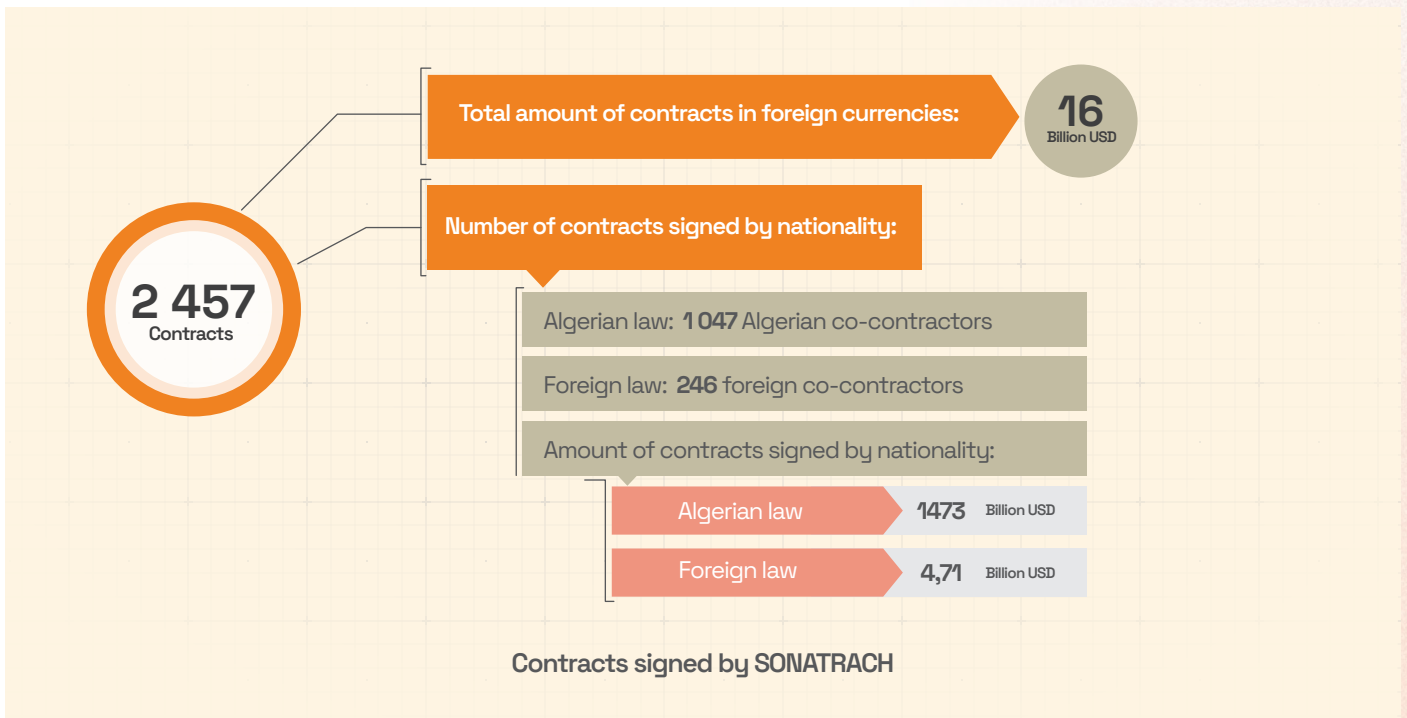 Total amount of contracts in foreign currencies:
16
Billion USD
Number of contracts signed by nationality:
2 457
Contracts
Algerian law: 1 047 Algerian co-contractors
Foreign law: 246 foreign co-contractors
Amount of contracts signed by nationality:
Algerian law 1473 Billion USD
Foreign law 4,71 Billion USD
Contracts signed by SONATRACH